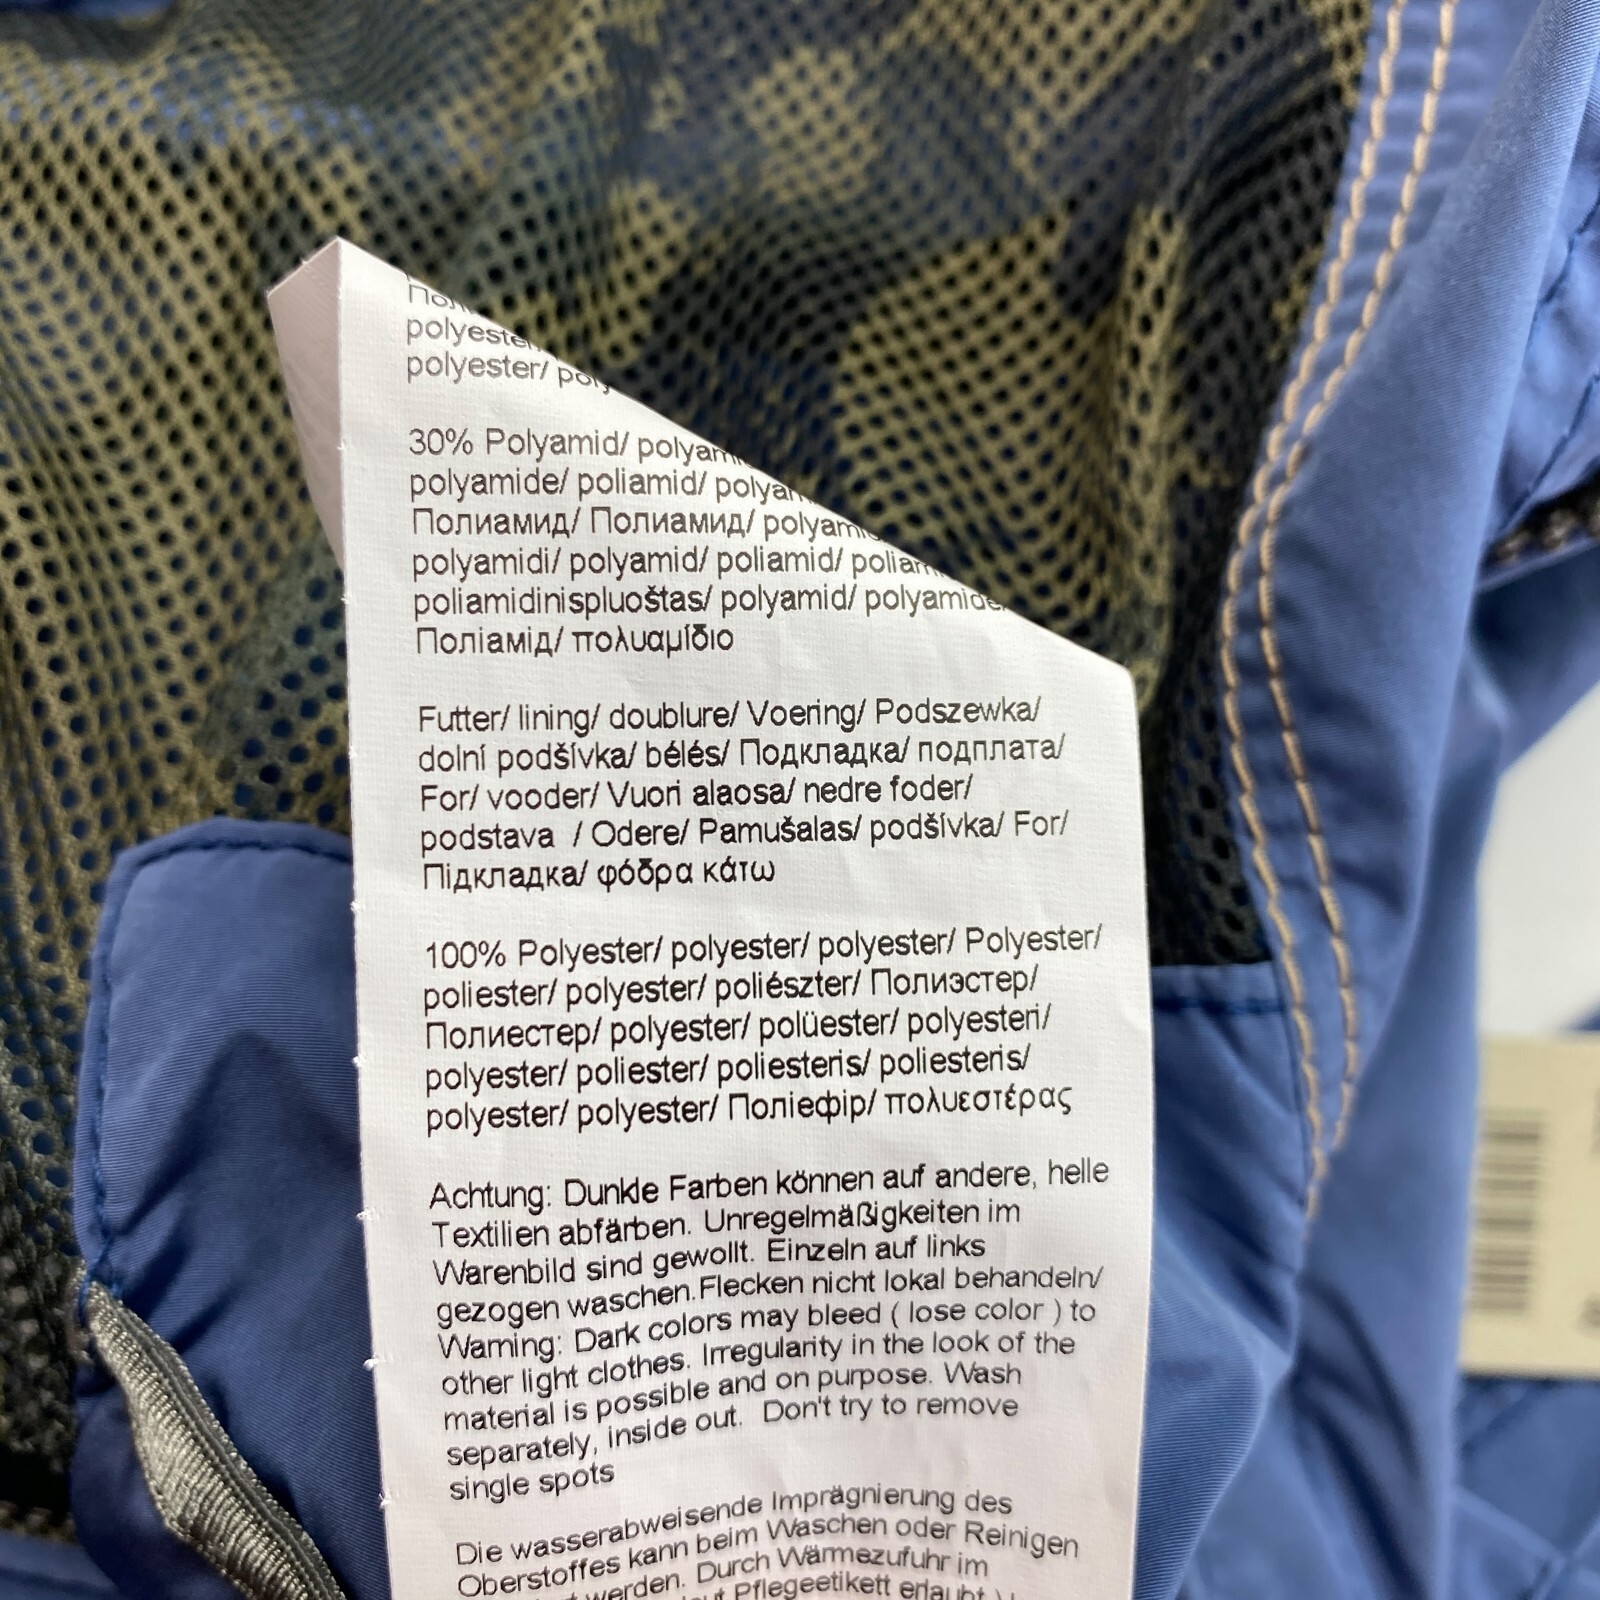 polyester/
30% Polyamid/
polyamide/ poliamid/
Полиамид/ Полиамид/
polyamidi/ polyamid/ poliamid/
poliamidinispluoštas/ polyamid/ polyamide
Поліамід/ πολυαμίδιο
Futter/ lining/ doublure/ Voering/ Podszewka/
dolní podšívka/ bélés/ Подкладка/ подплата/
For/ vooder/ Vuori alaosa/ nedre foder/
podstava / Odere/ Pamušalas/ podšívka/ For/
Підкладка/ φόδρα κάτω
100% Polyester/ polyester/ polyester/ Polyester/
poliester/ polyester/ poliészter/ Полиэстер/
Полиестер/ polyester/ polüester/ polyesteri/
polyester/ poliester/ poliesteris/ poliesteris/
polyester/ polyester/ Поліефір/ πολυεστέρας
Achtung: Dunkle Farben können auf andere, helle
Textilien abfärben. Unregelmäßigkeiten im
Warenbild sind gewollt. Einzeln auf links
gezogen waschen.Flecken nicht lokal behandeln/
Warning: Dark colors may bleed ( lose color ) to
other light clothes. Irregularity in the look of the
material is possible and on purpose. Wash
separately, inside out. Don't try to remove
single spots
Die wasserabweisende Imprägnierung des
Oberstoffes kann beim Waschen oder Reinigen
werden. Durch Wärmezufuhr im
Pflegeetikett erlaubt